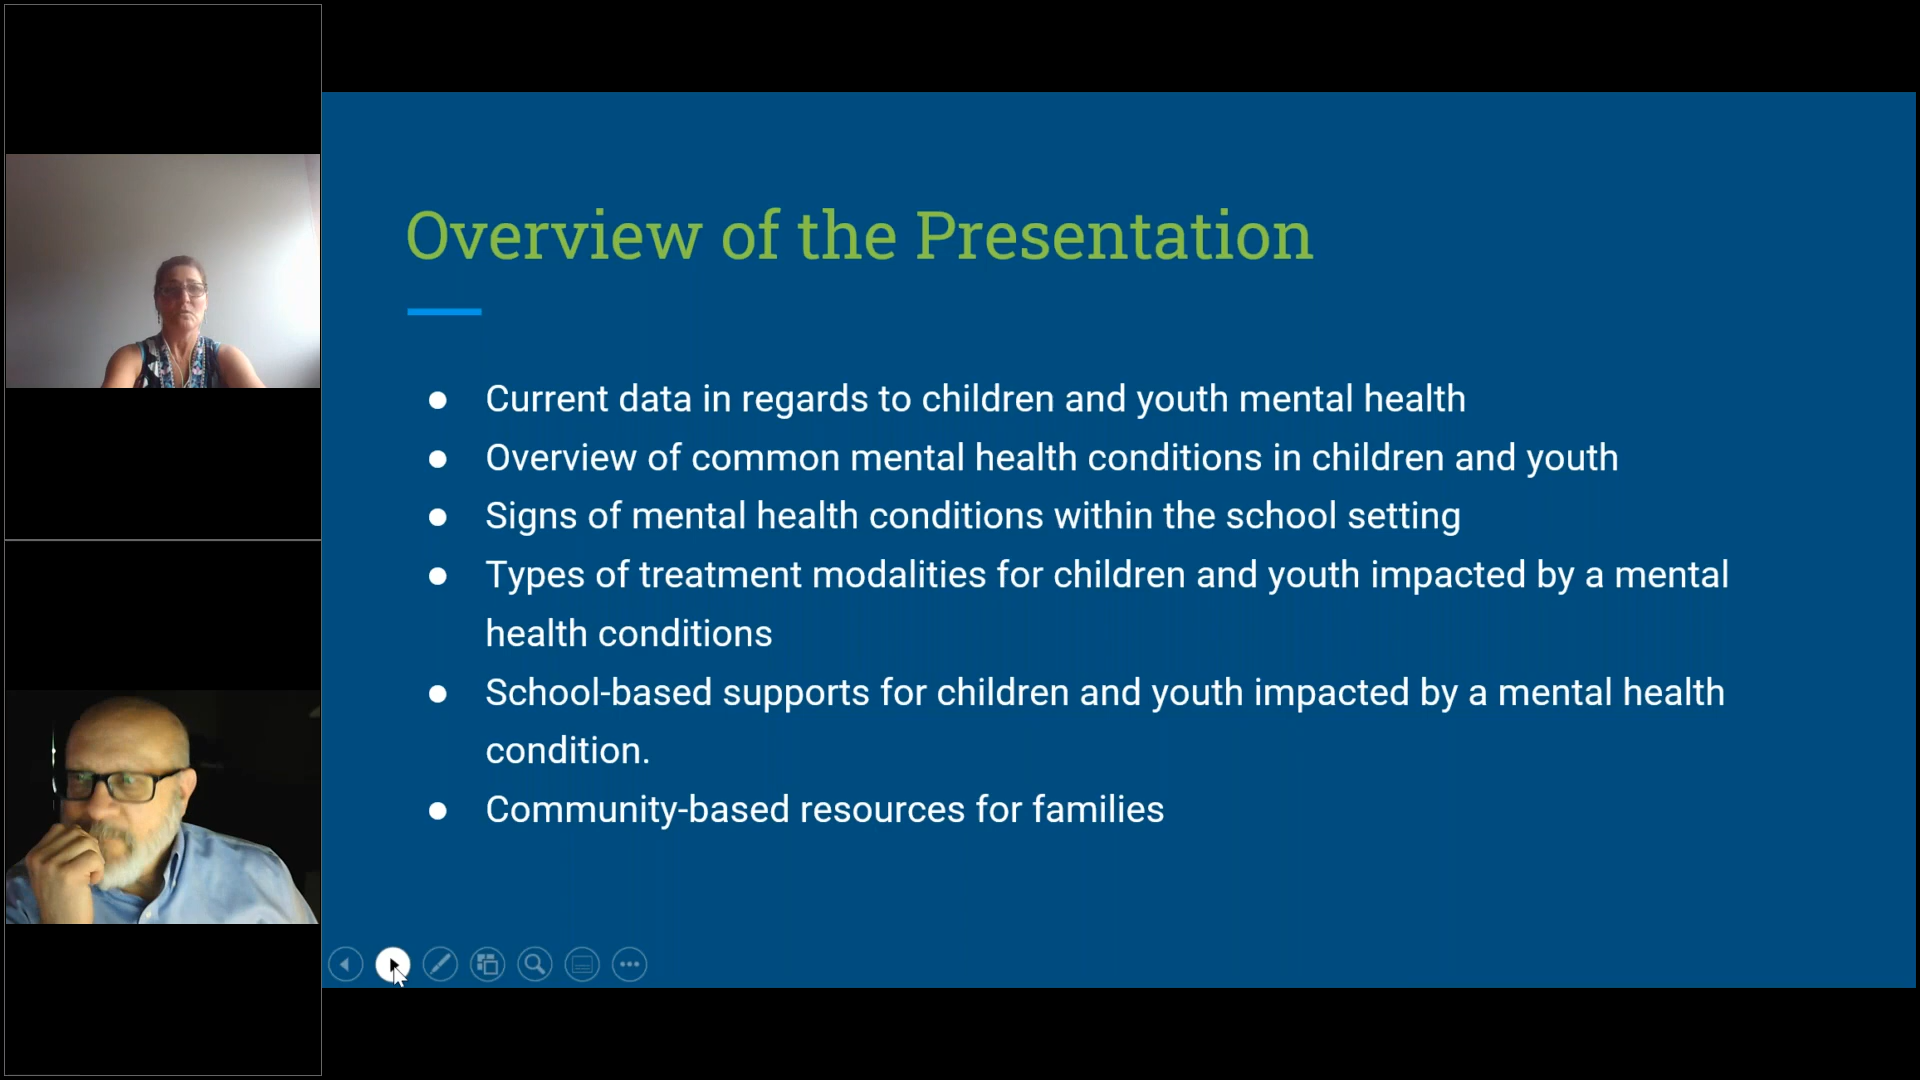 Overview of the Presentation
● Current data in regards to children and youth mental health
● Overview of common mental health conditions in children and youth
● Signs of mental health conditions within the school setting
● Types of treatment modalities for children and youth impacted by a mental
health conditions
● School-based supports for children and youth impacted by a mental health
condition.
● Community-based resources for families